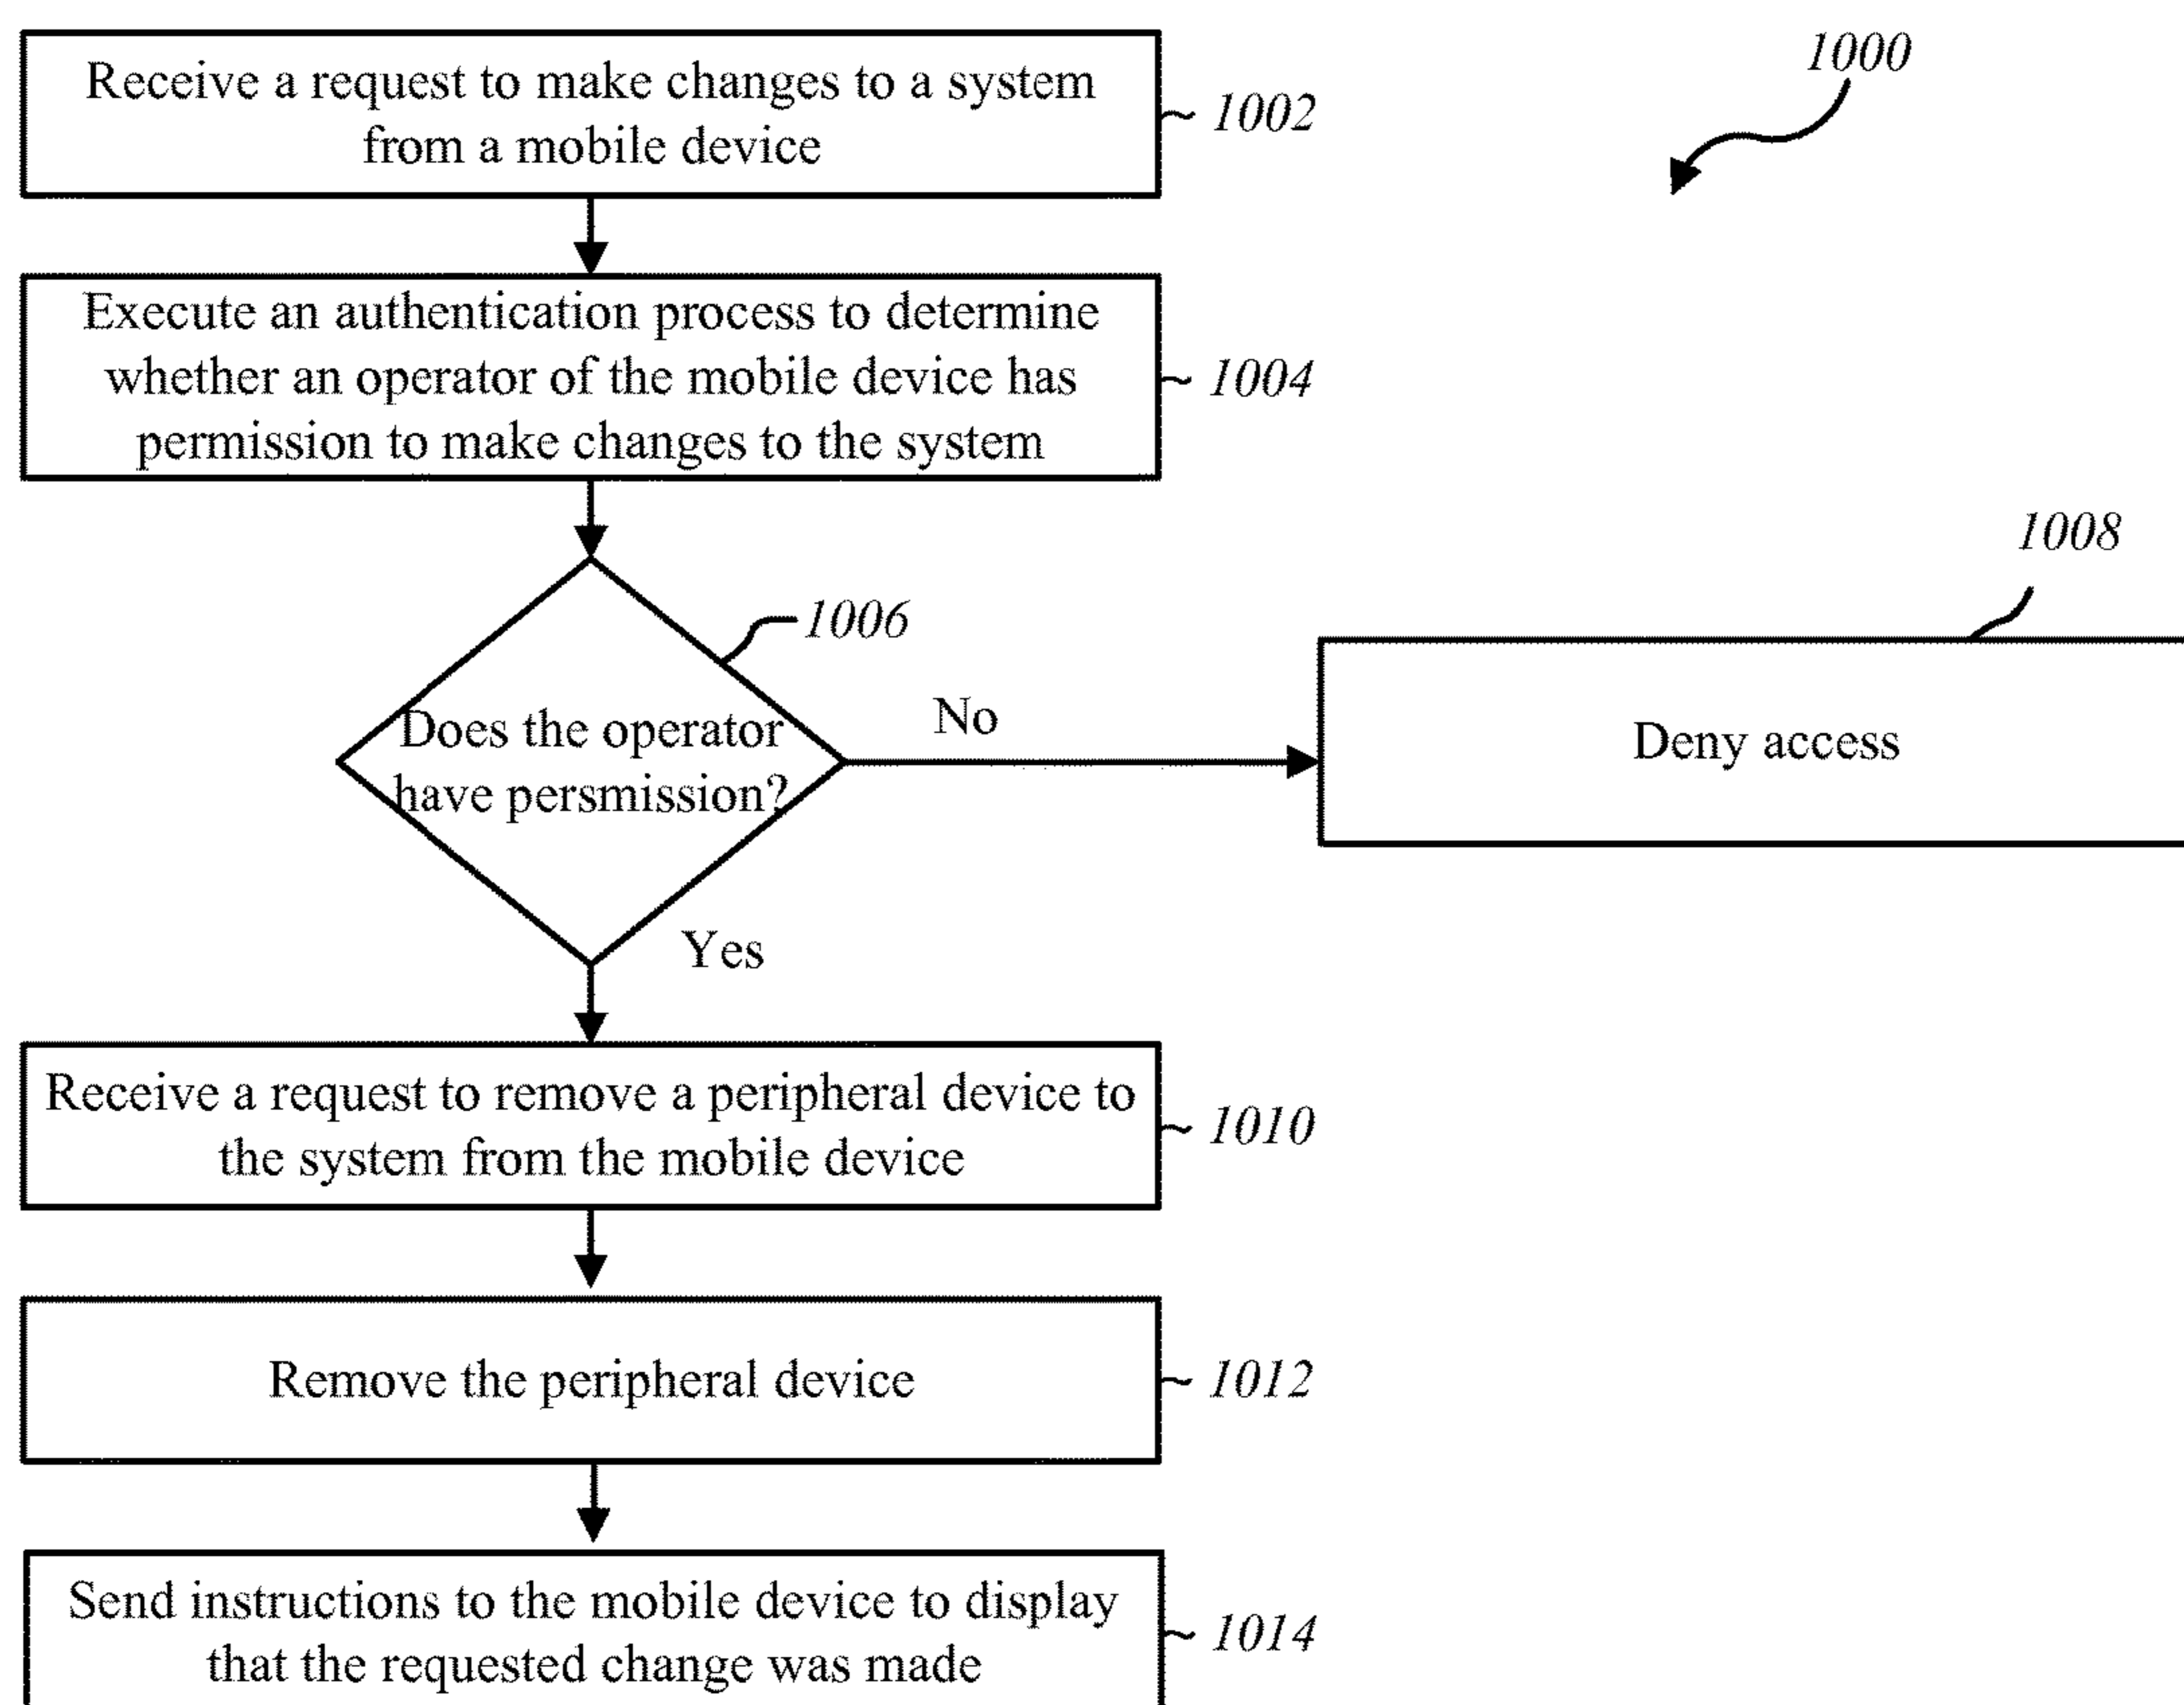 1000
Receive a request to make changes to a system
from a mobile device
1002
Execute an authentication process to determine
whether an operator of the mobile device has
permission to make changes to the system
1004
1006
Does the operator
have persmission?
No
1008
Deny access
Yes
Receive a request to remove a peripheral device to
the system from the mobile device
1010
Remove the peripheral device
1012
Send instructions to the mobile device to display
that the requested change was made
1014